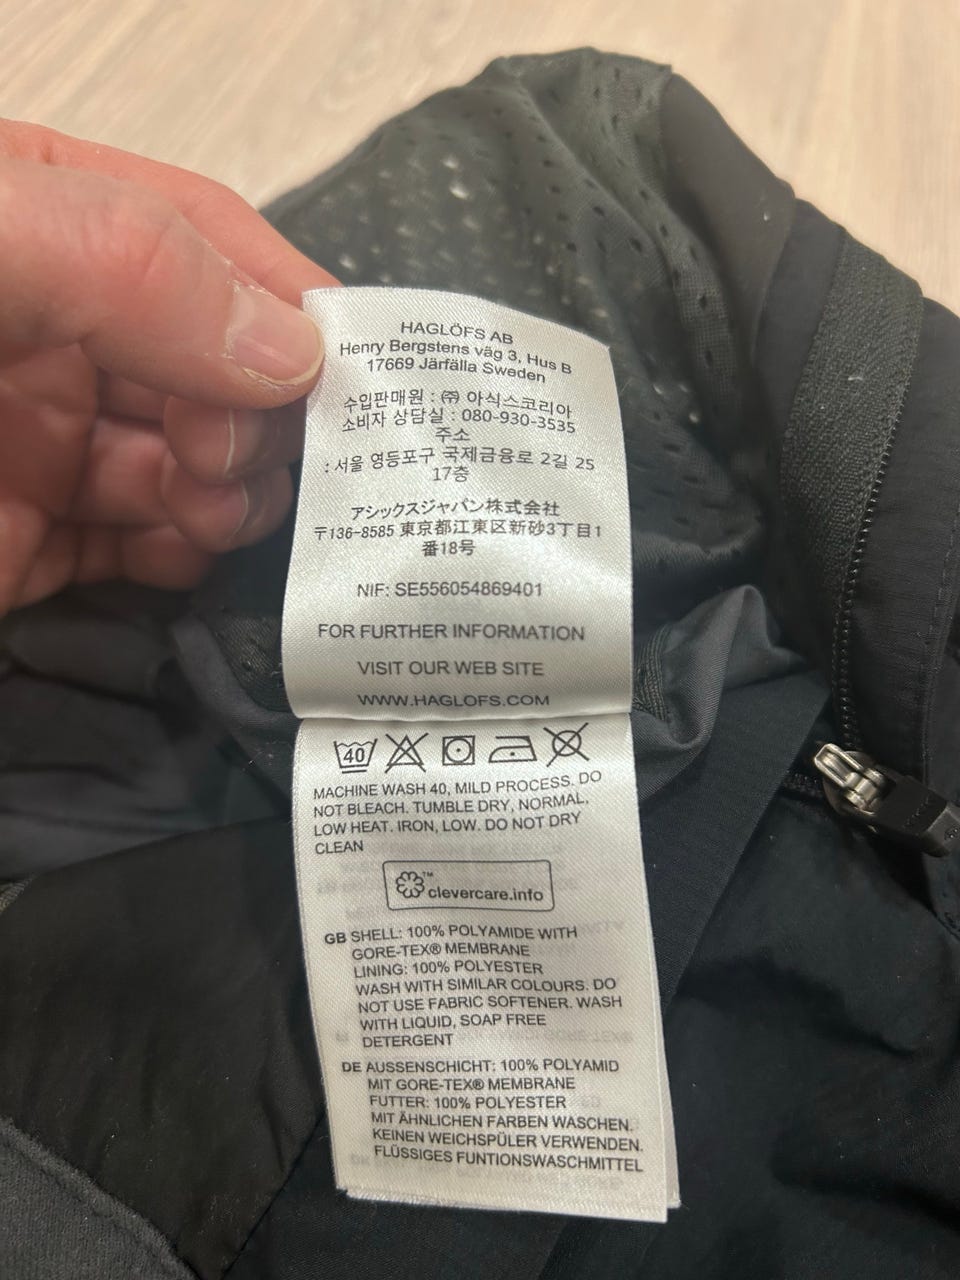 HAGLÖFS AB
Henry Bergstens väg 3, Hus B
17669 Järfälla Sweden
수입판매원 : ㈜ 아식스코리아
소비자 상담실 : 080-930-3535
주소
: 서울 영등포구 국제금융로 2길 25
17층
アシックスジャパン株式会社
〒136-8585 東京都江東区新砂3丁目1
番18号
NIF: SE556054869401
FOR FURTHER INFORMATION
VISIT OUR WEB SITE
WWW.HAGLOFS.COM
40
MACHINE WASH 40, MILD PROCESS. DO
NOT BLEACH. TUMBLE DRY, NORMAL,
LOW HEAT. IRON, LOW. DO NOT DRY
CLEAN
clevercare.info™
GB SHELL: 100% POLYAMIDE WITH
GORE-TEX® MEMBRANE
LINING: 100% POLYESTER
WASH WITH SIMILAR COLOURS. DO
NOT USE FABRIC SOFTENER. WASH
WITH LIQUID, SOAP FREE
DETERGENT
DE AUSSENSCHICHT: 100% POLYAMID
MIT GORE-TEX® MEMBRANE
FUTTER: 100% POLYESTER
MIT ÄHNLICHEN FARBEN WASCHEN.
KEINEN WEICHSPÜLER VERWENDEN.
FLÜSSIGES FUNTIONSWASCHMITTEL